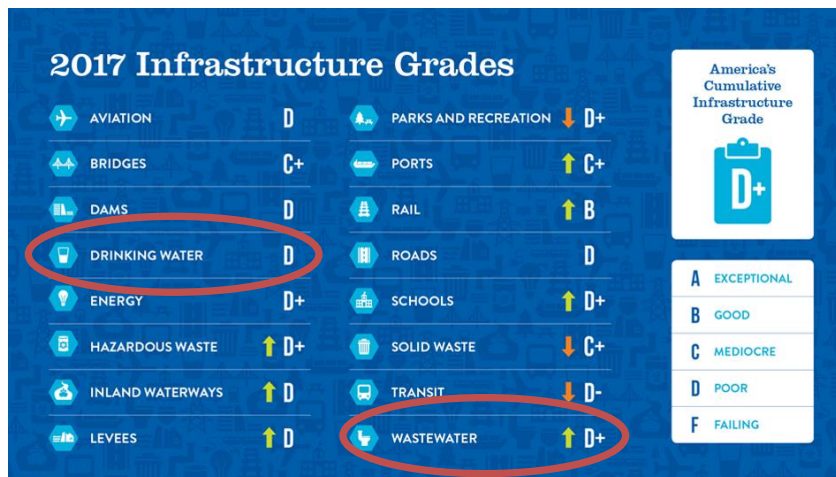 2017 Infrastructure Grades
AVIATION D
BRIDGES C+
DAMS D
DRINKING WATER D
ENERGY D+
HAZARDOUS WASTE D+
INLAND WATERWAYS D
LEVEES D
PARKS AND RECREATION D+
PORTS C+
RAIL B
ROADS D
SCHOOLS D+
SOLID WASTE C+
TRANSIT D-
WASTEWATER D+
America's
Cumulative
Infrastructure
Grade
D+
A EXCEPTIONAL
B GOOD
C MEDIOCRE
D POOR
F FAILING